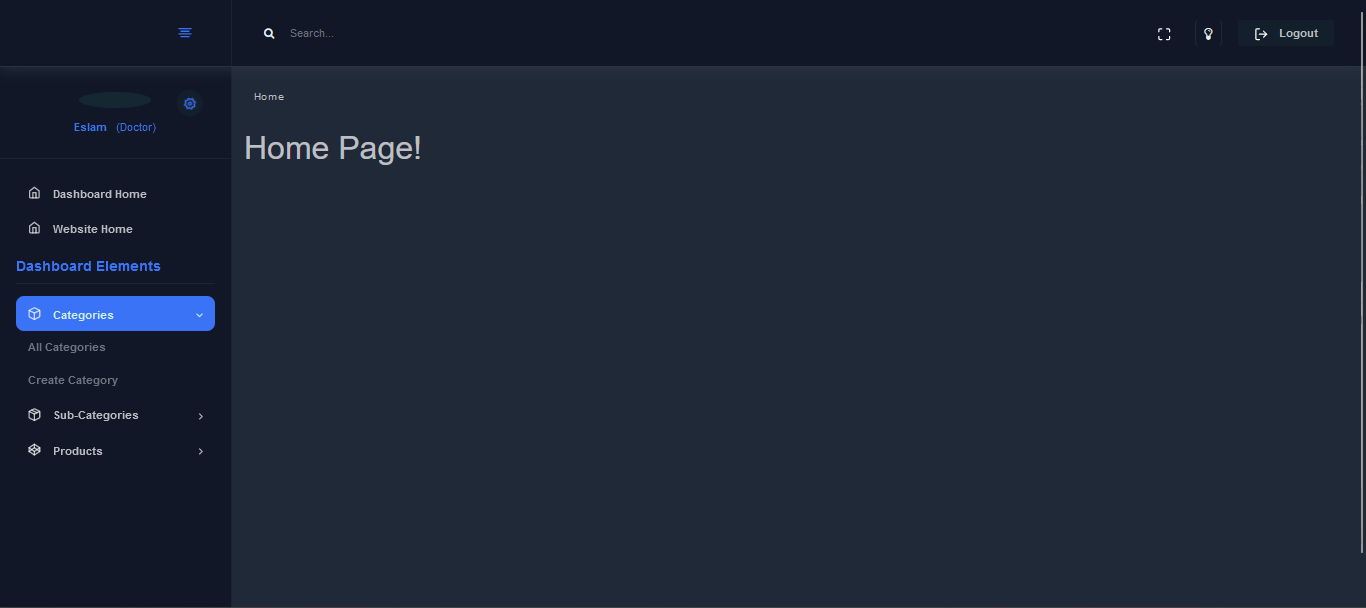 Search...
Logout
Eslam (Doctor)
Home
Home Page!
Dashboard Home
Website Home
Dashboard Elements
Categories
All Categories
Create Category
Sub-Categories
Products